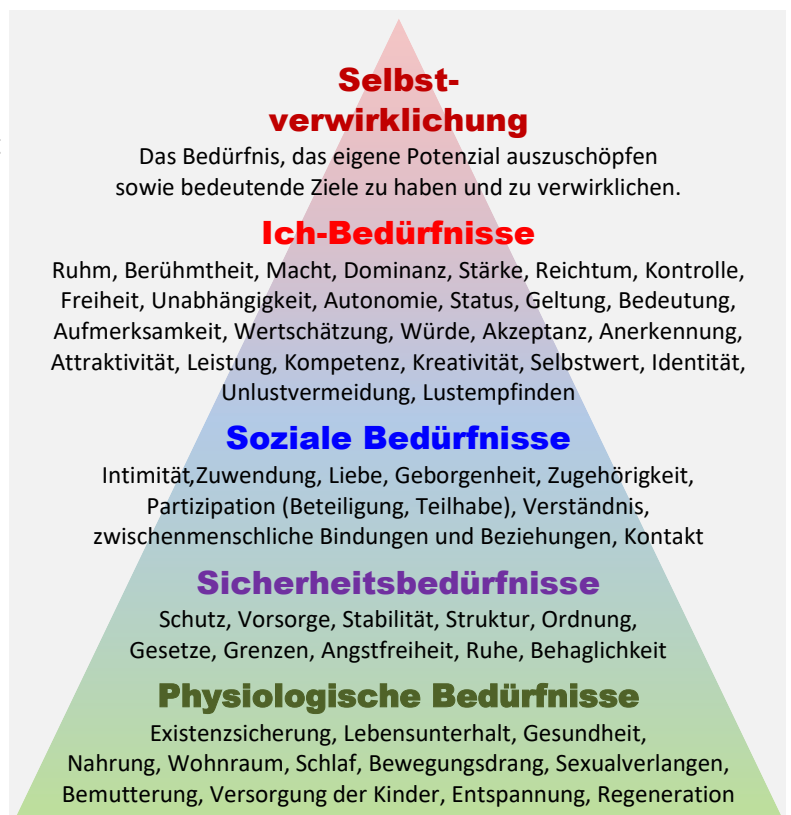 Selbst-
verwirklichung
Das Bedürfnis, das eigene Potenzial auszuschöpfen
sowie bedeutende Ziele zu haben und zu verwirklichen.
Ich-Bedürfnisse
Ruhm, Berühmtheit, Macht, Dominanz, Stärke, Reichtum, Kontrolle,
Freiheit, Unabhängigkeit, Autonomie, Status, Geltung, Bedeutung,
Aufmerksamkeit, Wertschätzung, Würde, Akzeptanz, Anerkennung,
Attraktivität, Leistung, Kompetenz, Kreativität, Selbstwert, Identität,
Unlustvermeidung, Lustempfinden
Soziale Bedürfnisse
Intimität,Zuwendung, Liebe, Geborgenheit, Zugehörigkeit,
Partizipation (Beteiligung, Teilhabe), Verständnis,
zwischenmenschliche Bindungen und Beziehungen, Kontakt
Sicherheitsbedürfnisse
Schutz, Vorsorge, Stabilität, Struktur, Ordnung,
Gesetze, Grenzen, Angstfreiheit, Ruhe, Behaglichkeit
Physiologische Bedürfnisse
Existenzsicherung, Lebensunterhalt, Gesundheit,
Nahrung, Wohnraum, Schlaf, Bewegungsdrang, Sexualverlangen,
Bemutterung, Versorgung der Kinder, Entspannung, Regeneration